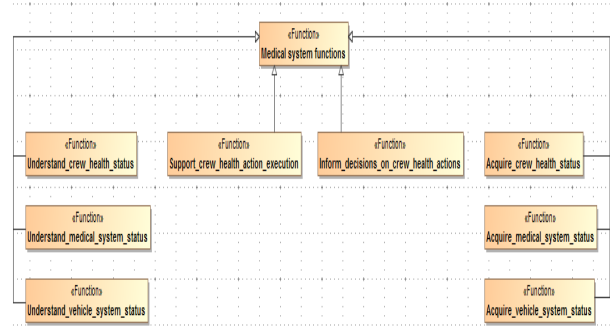 «Function»
Medical system functions
«Function»
Understand_crew_health_status
«Function»
Support_crew_health_action_execution
«Function»
Inform_decisions_on_crew_health_actions
«Function»
Acquire_crew_health_status
«Function»
Understand_medical_system_status
«Function»
Acquire_medical_system_status
«Function»
Understand_vehicle_system_status
«Function»
Acquire_vehicle_system_status